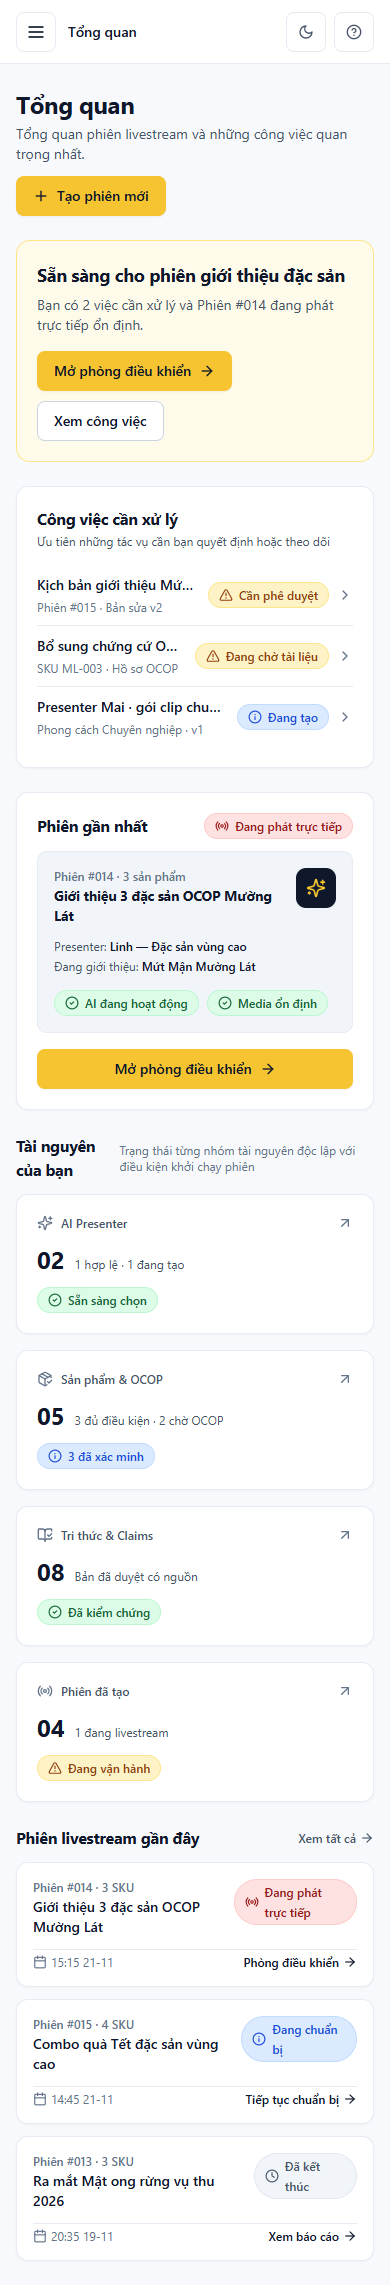 Tổng quan
Tổng quan
Tổng quan phiên livestream và những công việc quan
trọng nhất.
Tạo phiên mới
Sẵn sàng cho phiên giới thiệu đặc sản
Bạn có 2 việc cần xử lý và Phiên #014 đang phát
trực tiếp ổn định.
Mở phòng điều khiển
Xem công việc
Công việc cần xử lý
Ưu tiên những tác vụ cần bạn quyết định hoặc theo dõi
Kịch bản giới thiệu Mứ...
Cần phê duyệt
Phiên #015 · Bản sửa v2
Bổ sung chứng cứ O...
Đang chờ tài liệu
SKU ML-003 · Hồ sơ OCOP
Presenter Mai · gói clip chu...
Đang tạo
Phong cách Chuyên nghiệp · v1
Phiên gần nhất
Đang phát trực tiếp
Phiên #014 · 3 sản phẩm
Giới thiệu 3 đặc sản OCOP Mường
Lát
Presenter: Linh — Đặc sản vùng cao
Đang giới thiệu: Mứt Mận Mường Lát
AI đang hoạt động
Media ổn định
Mở phòng điều khiển
Tài nguyên
của bạn
Trạng thái từng nhóm tài nguyên độc lập với
điều kiện khởi chạy phiên
AI Presenter
02 1 hợp lệ · 1 đang tạo
Sẵn sàng chọn
Sản phẩm & OCOP
05 3 đủ điều kiện · 2 chờ OCOP
3 đã xác minh
Tri thức & Claims
08 Bản đã duyệt có nguồn
Đã kiểm chứng
Phiên đã tạo
04 1 đang livestream
Đang vận hành
Phiên livestream gần đây
Xem tất cả
Phiên #014 · 3 SKU
Giới thiệu 3 đặc sản OCOP
Mường Lát
Đang phát
trực tiếp
15:15 21-11
Phòng điều khiển
Phiên #015 · 4 SKU
Combo quà Tết đặc sản vùng
cao
Đang chuẩn
bị
14:45 21-11
Tiếp tục chuẩn bị
Phiên #013 · 3 SKU
Ra mắt Mật ong rừng vụ thu
2026
Đã kết
thúc
20:35 19-11
Xem báo cáo